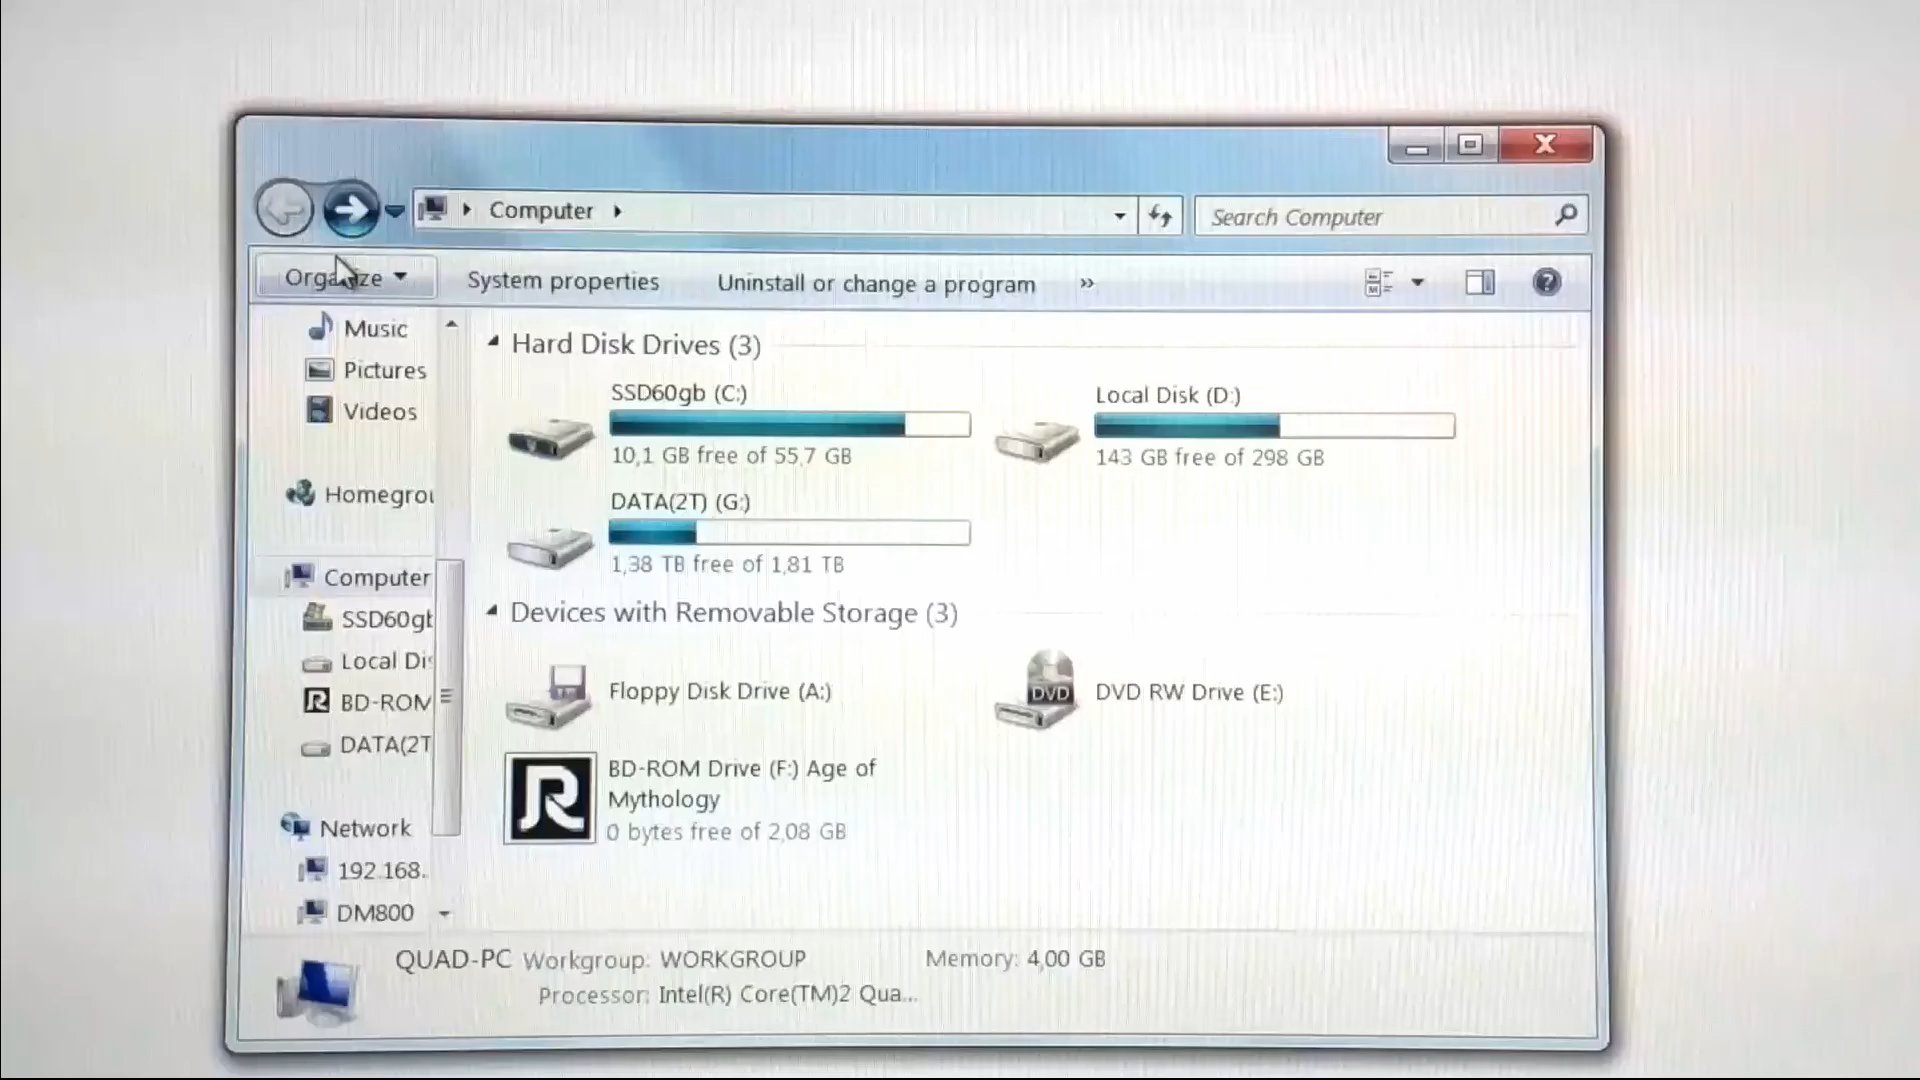 Computer
Search Computer
Organize
System properties
Uninstall or change a program
»
Music
Pictures
Videos
Homegrou
Computer
SSD60gb
Local Dis
BD-ROM
DATA(2T
Network
192.168.
DM800
Hard Disk Drives (3)
SSD60gb (C:)
10,1 GB free of 55,7 GB
Local Disk (D:)
143 GB free of 298 GB
DATA(2T) (G:)
1,38 TB free of 1,81 TB
Devices with Removable Storage (3)
Floppy Disk Drive (A:)
DVD
DVD RW Drive (E:)
R
BD-ROM Drive (F:) Age of
Mythology
0 bytes free of 2,08 GB
QUAD-PC Workgroup: WORKGROUP Memory: 4,00 GB
Processor: Intel(R) Core(TM)2 Qua...